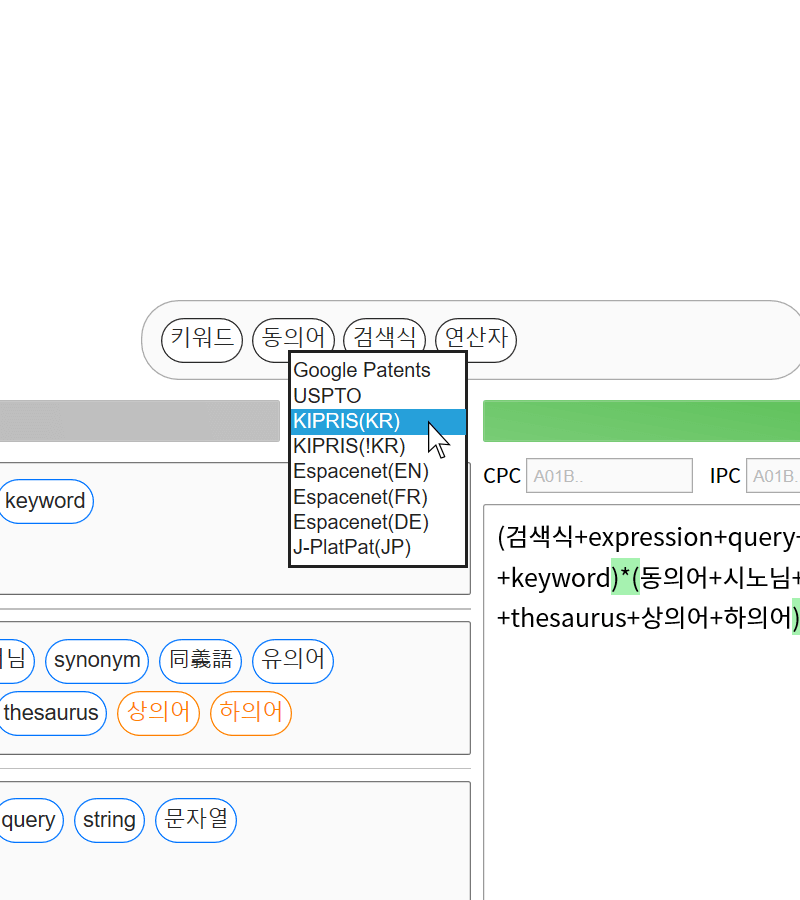 키워드 동의어 검색식 연산자
Google Patents
USPTO
KIPRIS(KR)
KIPRIS(!KR)
Espacenet(EN)
Espacenet(FR)
Espacenet(DE)
J-PlatPat(JP)
keyword
님 synonym 同義語 유의어
thesaurus 상의어 하의어
query string 문자열
CPC A01B.. IPC A01B.
(검색식+expression+query+
+keyword)*(동의어+시노님+
+thesaurus+상의어+하의어)